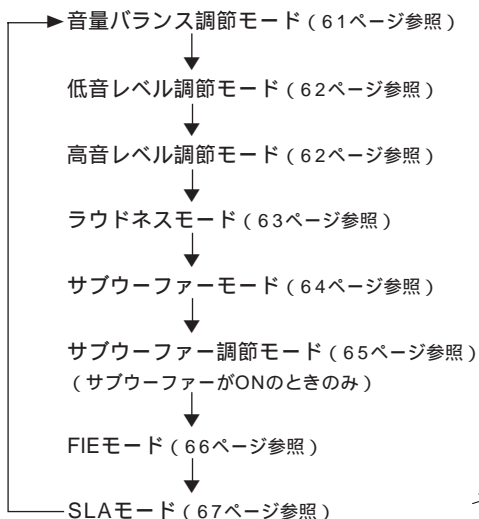 音量バランス調節モード（61ページ参照）
低音レベル調節モード（62ページ参照）
高音レベル調節モード（62ページ参照）
ラウドネスモード（63ページ参照）
サブウーファーモード（64ページ参照）
サブウーファー調節モード（65ページ参照）
（サブウーファーがONのときのみ）
FIEモード（66ページ参照）
SLAモード（67ページ参照）